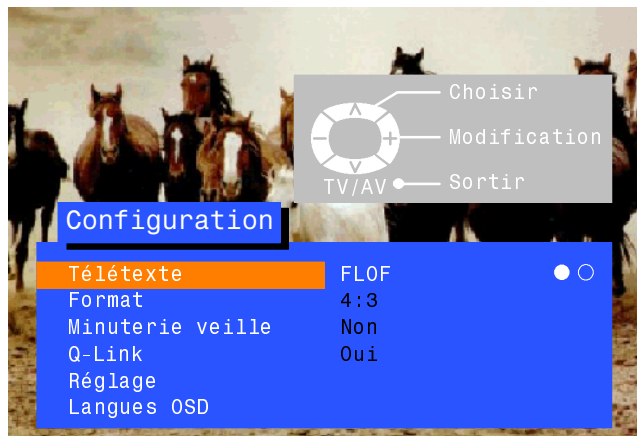 Choisir
Modification
TV/AV Sortir
Configuration
Télétexte FLOF
Format 4:3
Minuterie veille Non
Q-Link Oui
Réglage
Langues OSD